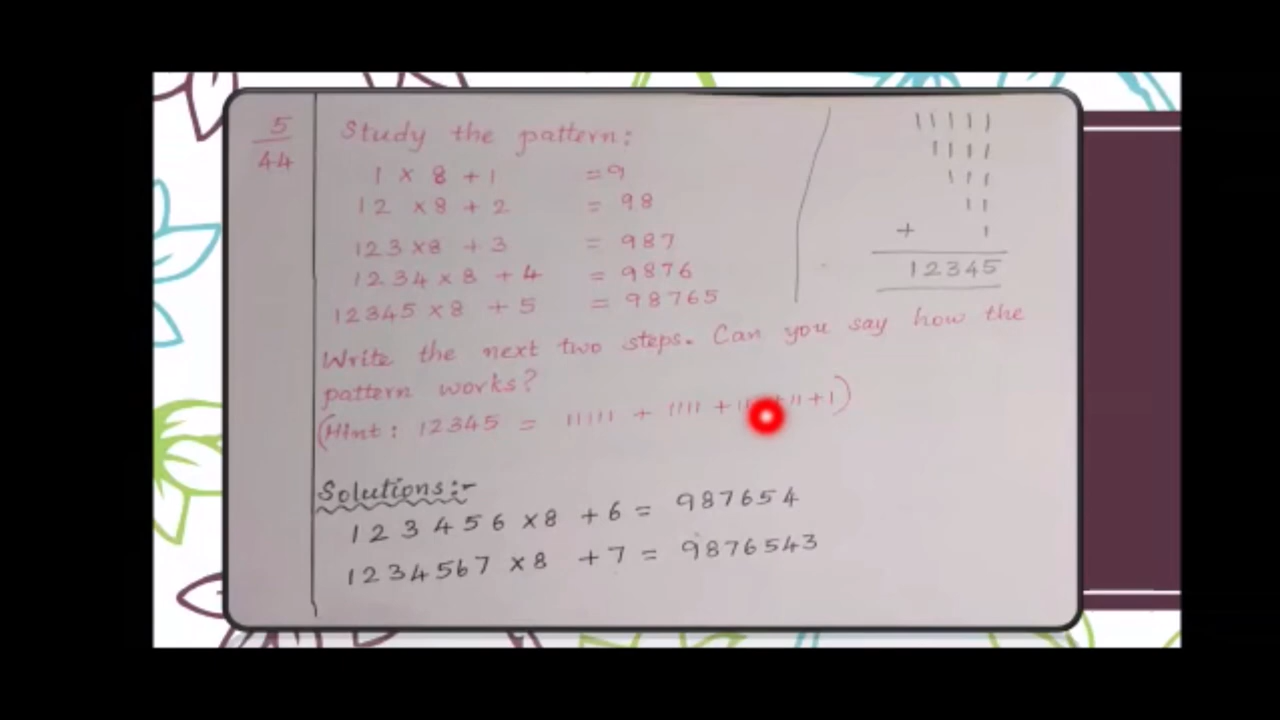 5
44
Study the pattern:
1 × 8 + 1 = 9
12 × 8 + 2 = 98
123 × 8 + 3 = 987
1234 × 8 + 4 = 9876
12345 × 8 + 5 = 98765
Write the next two steps. Can you say how the
pattern works?
(Hint: 12345 = 11111 + 1111 + 11 + 11 + 1)
11111
1111
111
11
+ 1
12345
Solutions:-
123456 × 8 + 6 = 987654
1234567 × 8 + 7 = 9876543